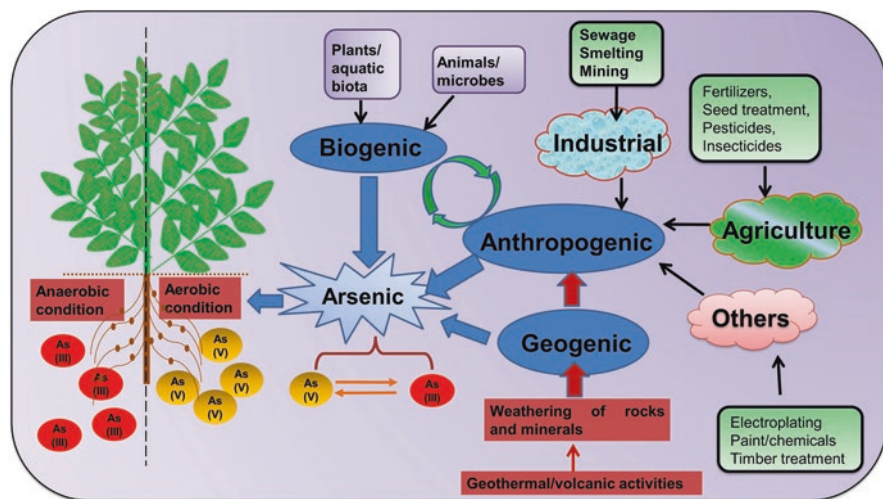 Plants/
aquatic
biota
Animals/
microbes
Sewage
Smelting
Mining
Fertilizers,
Seed treatment,
Pesticides,
Insecticides
Biogenic
Industrial
Anthropogenic
Agriculture
Anaerobic
condition
Aerobic
condition
Arsenic
Others
Geogenic
As
(III)
As
(III)
As
(III)
As
(III)
As
(V)
As
(V)
As
(V)
As
(V)
As
(V)
As
(III)
Weathering of rocks
and minerals
Geothermal/volcanic activities
Electroplating
Paint/chemicals
Timber treatment